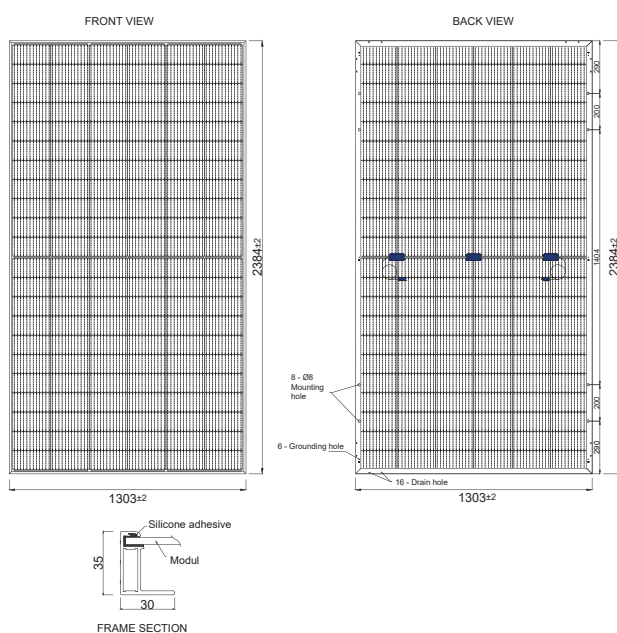 FRONT VIEW
BACK VIEW
2384±2
1303±2
290
200
1404
200
290
2384±2
8 - Ø8
Mounting
hole
6 - Grounding hole
16 - Drain hole
1303±2
Silicone adhesive
Modul
35
30
FRAME SECTION